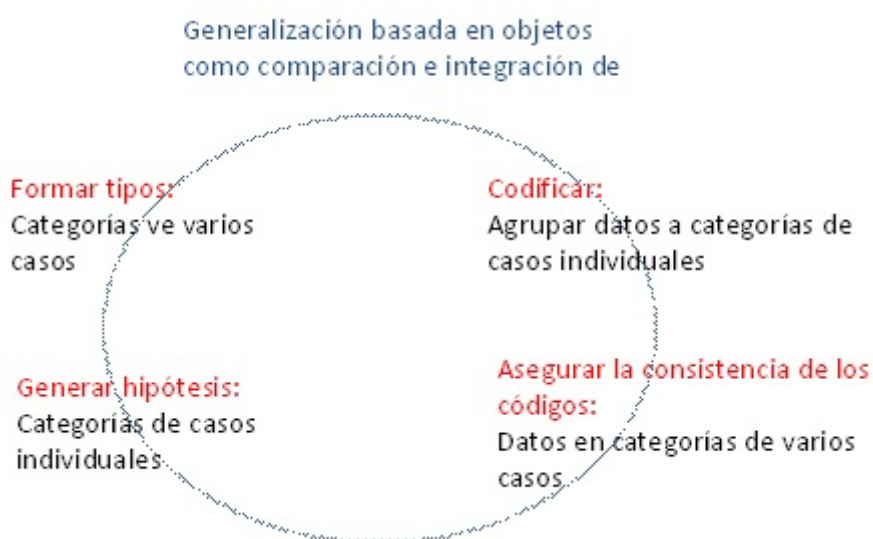 Generalización basada en objetos
como comparación e integración de
Formar tipos:
Categorías ve varios
casos
Codificar:
Agrupar datos a categorías de
casos individuales
Generar hipótesis:
Categorías de casos
individuales
Asegurar la consistencia de los
códigos:
Datos en categorías de varios
casos